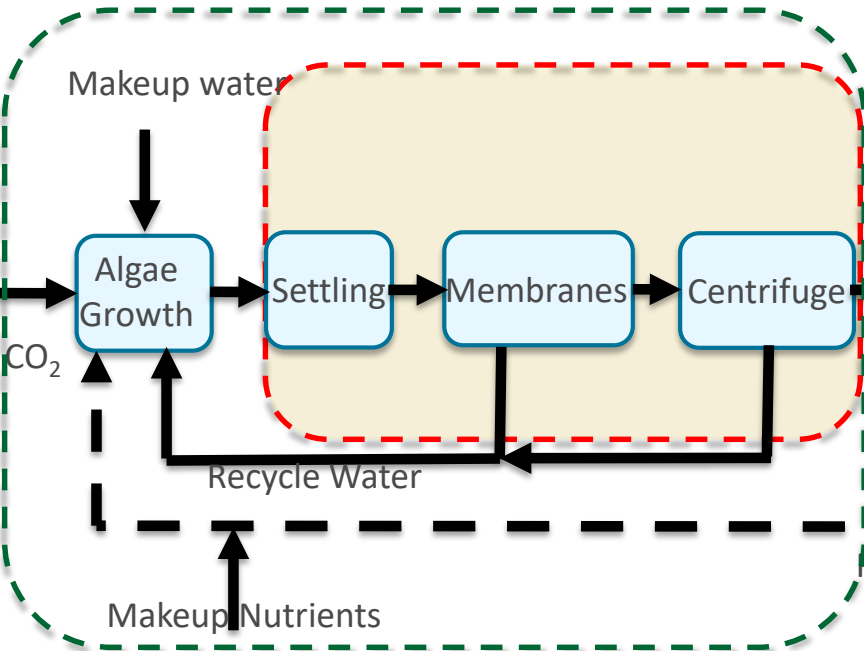 Makeup water
Algae
Growth
Settling
Membranes
Centrifuge
CO₂
Recycle Water
Makeup Nutrients